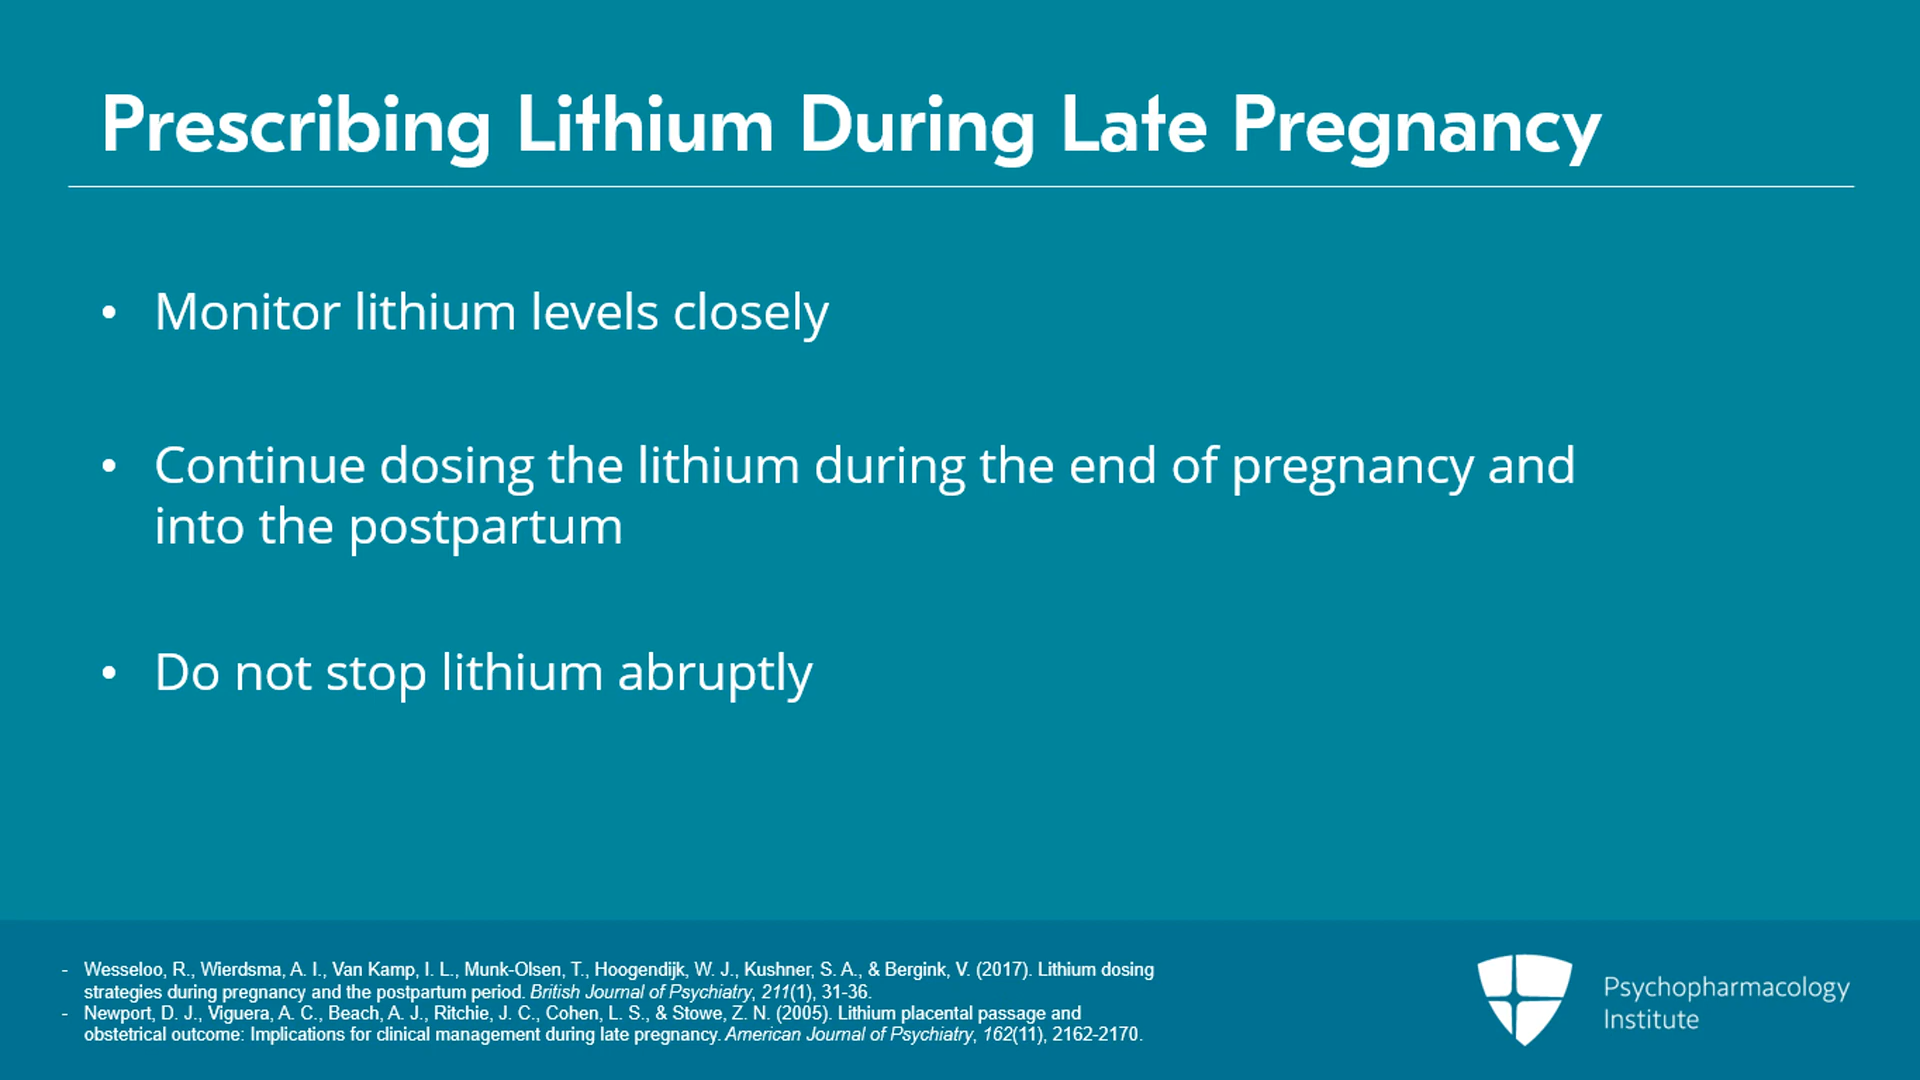 Prescribing Lithium During Late Pregnancy
• Monitor lithium levels closely
• Continue dosing the lithium during the end of pregnancy and
into the postpartum
• Do not stop lithium abruptly
- Wesseloo, R., Wierdsma, A. I., Van Kamp, I. L., Munk-Olsen, T., Hoogendijk, W. J., Kushner, S. A., & Bergink, V. (2017). Lithium dosing
strategies during pregnancy and the postpartum period. British Journal of Psychiatry, 211(1), 31-36.
- Newport, D. J., Viguera, A. C., Beach, A. J., Ritchie, J. C., Cohen, L. S., & Stowe, Z. N. (2005). Lithium placental passage and
obstetrical outcome: Implications for clinical management during late pregnancy. American Journal of Psychiatry, 162(11), 2162-2170.
Psychopharmacology
Institute